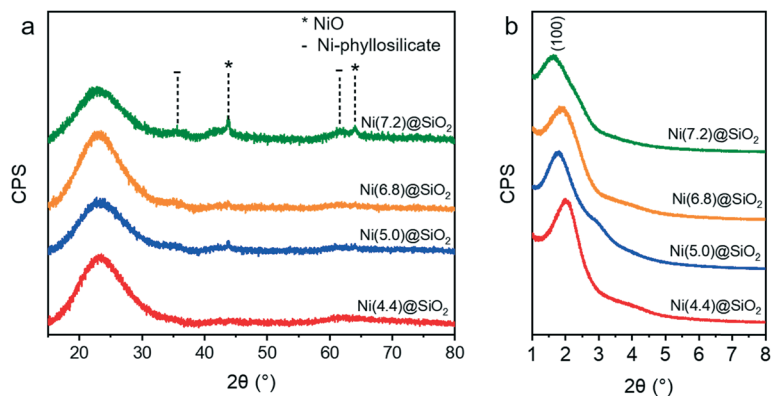 a
* NiO
- Ni-phyllosilicate
- * - *
Ni(7.2)@SiO₂
Ni(6.8)@SiO₂
Ni(5.0)@SiO₂
Ni(4.4)@SiO₂
CPS
20 30 40 50 60 70 80
2θ (°)
b
(100)
Ni(7.2)@SiO₂
Ni(6.8)@SiO₂
Ni(5.0)@SiO₂
Ni(4.4)@SiO₂
CPS
1 2 3 4 5 6 7 8
2θ (°)